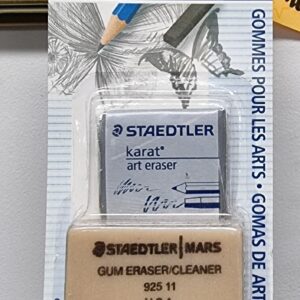 STAEDTLER
karat®
art eraser
STAEDTLER | MARS
GUM ERASER/CLEANER
925 11
GOMMES POUR LES ARTS • GOMAS DE ART